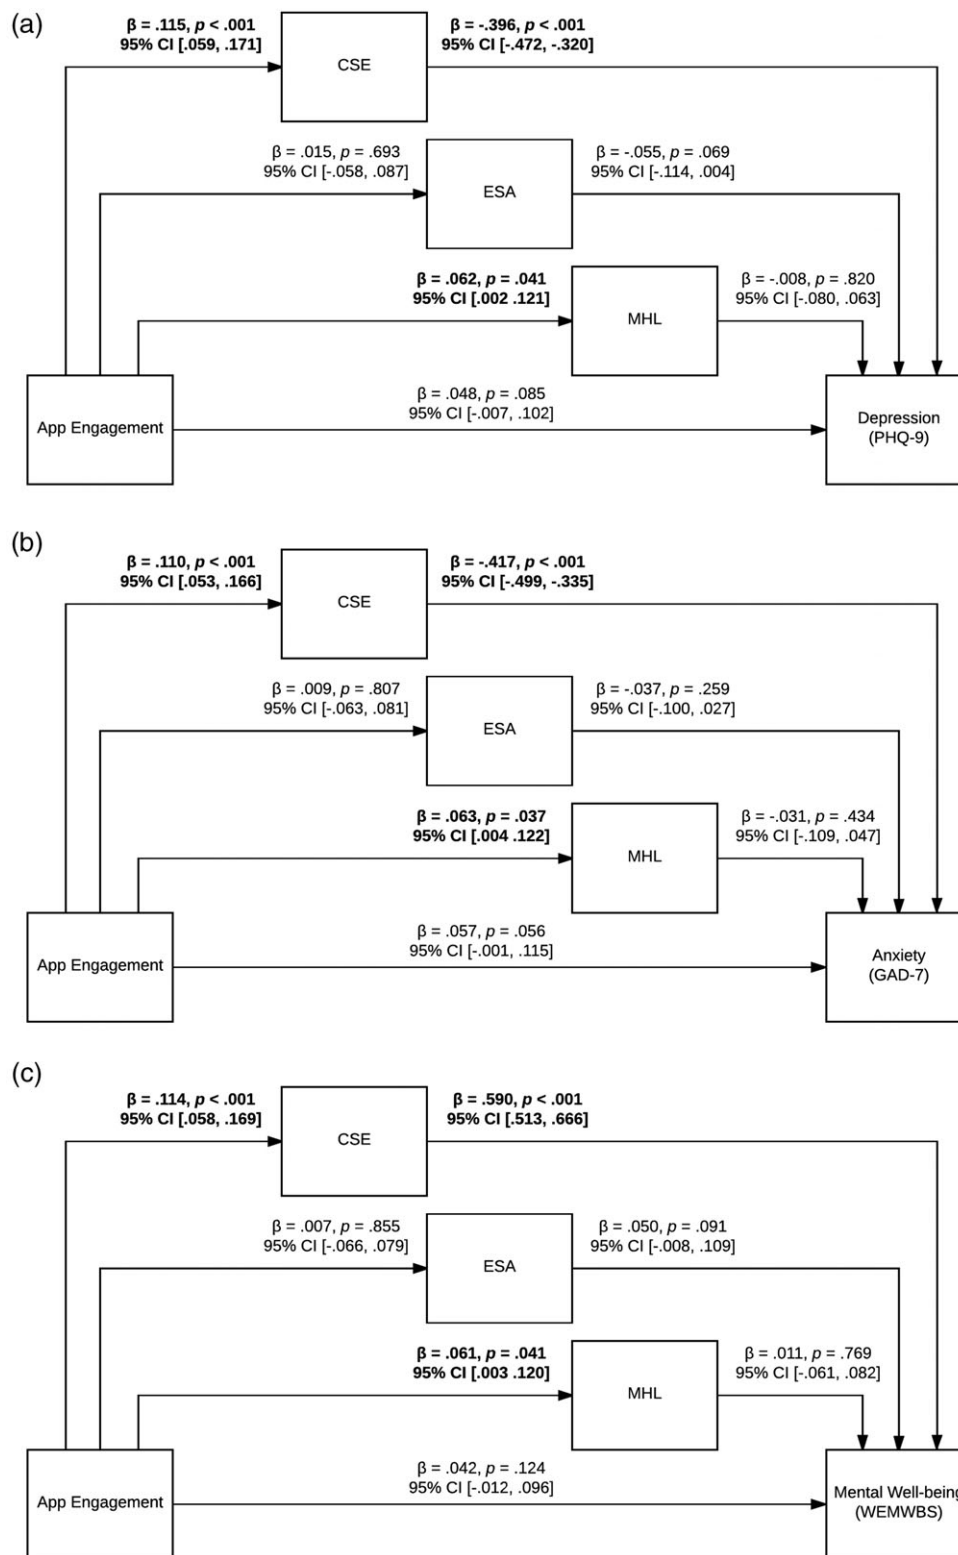 (a)
β = .115, p < .001
95% CI [.059, .171]
β = -.396, p < .001
95% CI [-.472, -.320]
CSE
β = .015, p = .693
95% CI [-.058, .087]
β = -.055, p = .069
95% CI [-.114, .004]
ESA
β = .062, p = .041
95% CI [.002 .121]
β = -.008, p = .820
95% CI [-.080, .063]
MHL
β = .048, p = .085
95% CI [-.007, .102]
App Engagement
Depression
(PHQ-9)
(b)
β = .110, p < .001
95% CI [.053, .166]
β = -.417, p < .001
95% CI [-.499, -.335]
CSE
β = .009, p = .807
95% CI [-.063, .081]
β = -.037, p = .259
95% CI [-.100, .027]
ESA
β = .063, p = .037
95% CI [.004 .122]
β = -.031, p = .434
95% CI [-.109, .047]
MHL
β = .057, p = .056
95% CI [-.001, .115]
App Engagement
Anxiety
(GAD-7)
(c)
β = .114, p < .001
95% CI [.058, .169]
β = .590, p < .001
95% CI [.513, .666]
CSE
β = .007, p = .855
95% CI [-.066, .079]
β = .050, p = .091
95% CI [-.008, .109]
ESA
β = .061, p = .041
95% CI [.003 .120]
β = .011, p = .769
95% CI [-.061, .082]
MHL
β = .042, p = .124
95% CI [-.012, .096]
App Engagement
Mental Well-being
(WEMWBS)